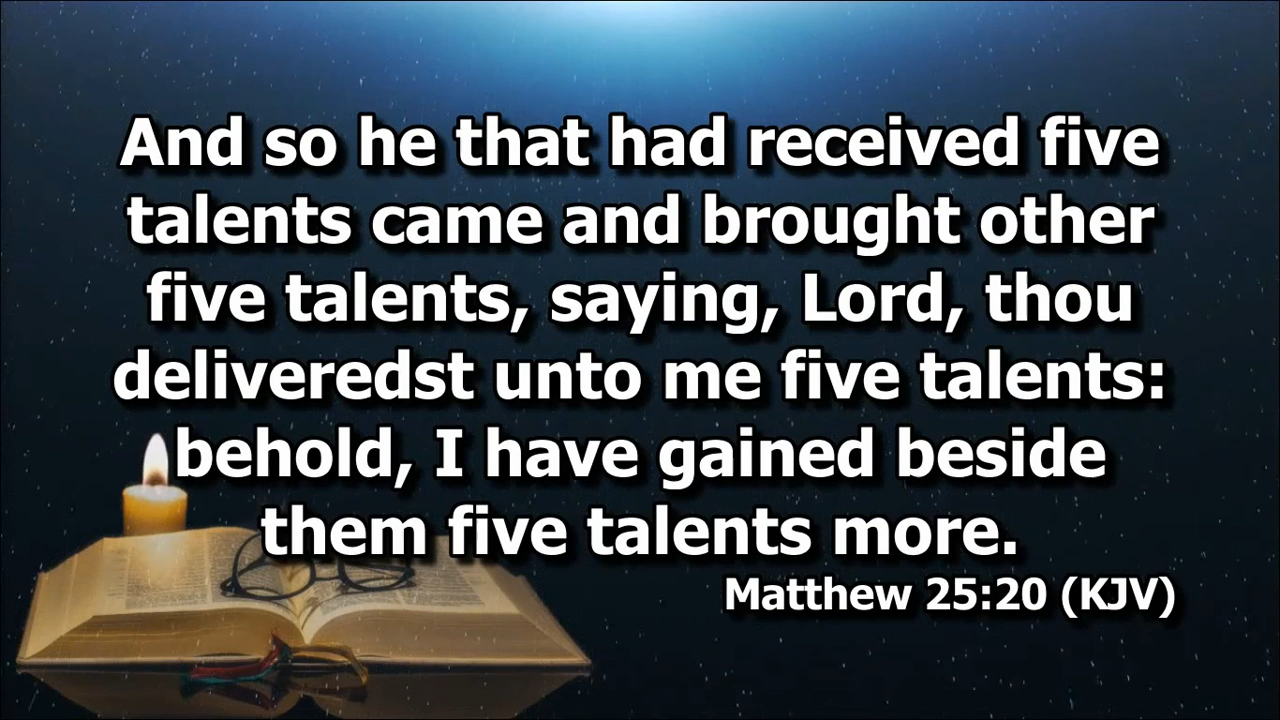 And so he that had received five
talents came and brought other
five talents, saying, Lord, thou
deliveredst unto me five talents:
behold, I have gained beside
them five talents more.
Matthew 25:20 (KJV)